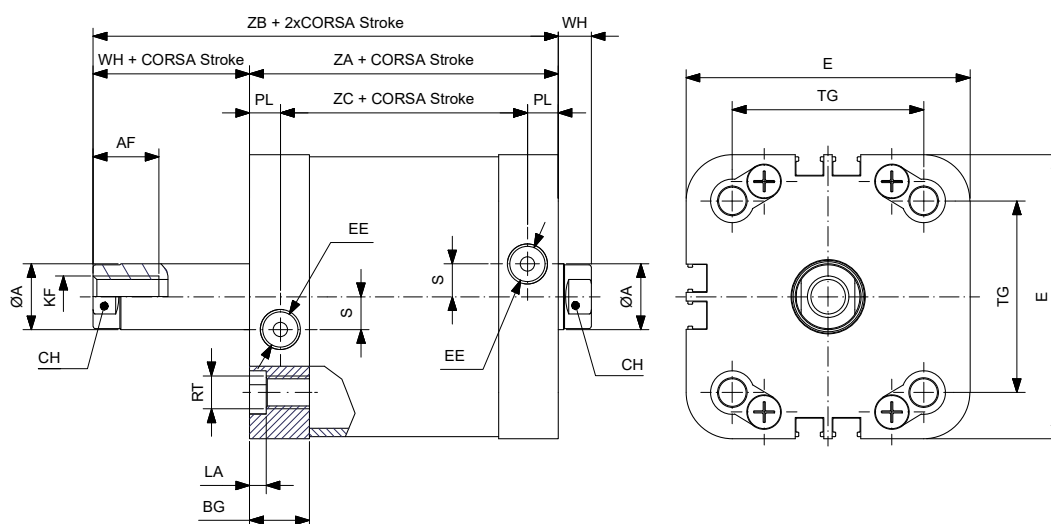 ZB + 2xCORSA Stroke
WH
WH + CORSA Stroke
ZA + CORSA Stroke
PL
ZC + CORSA Stroke
PL
AF
EE
S
S
ØA
KF
ØA
CH
EE
CH
RT
LA
BG
E
TG
TG
E